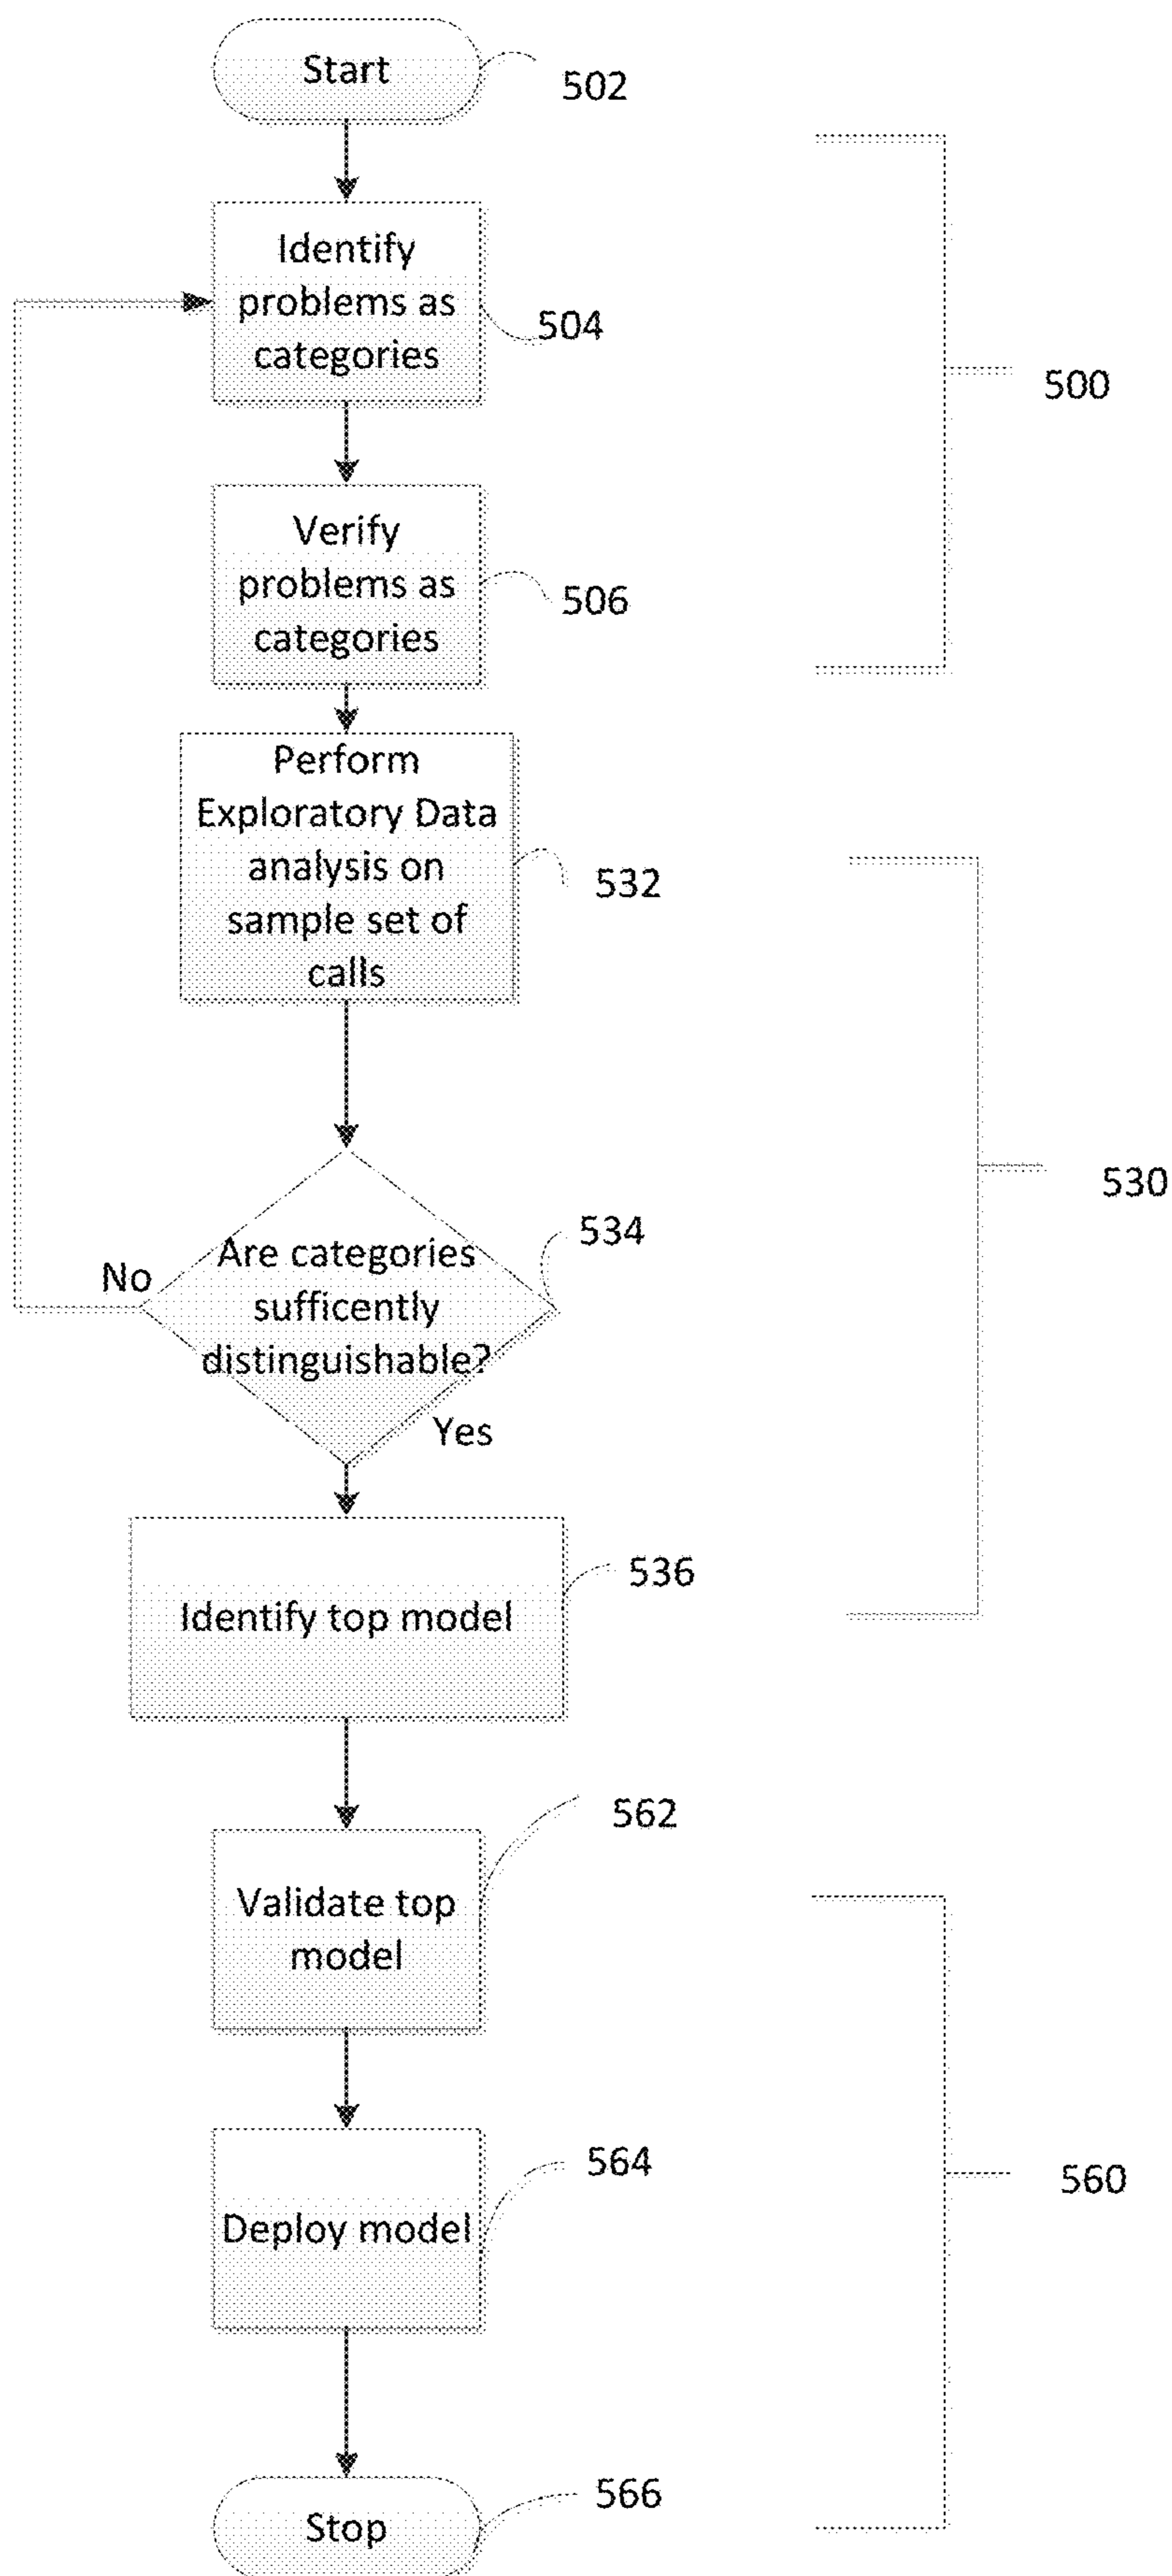 Start
502
Identify
problems as
categories
504
500
Verify
problems as
categories
506
Perform
Exploratory Data
analysis on
sample set of
calls
532
530
534
Are categories
sufficently
distinguishable?
No
Yes
536
Identify top model
562
Validate top
model
564
Deploy model
560
566
Stop